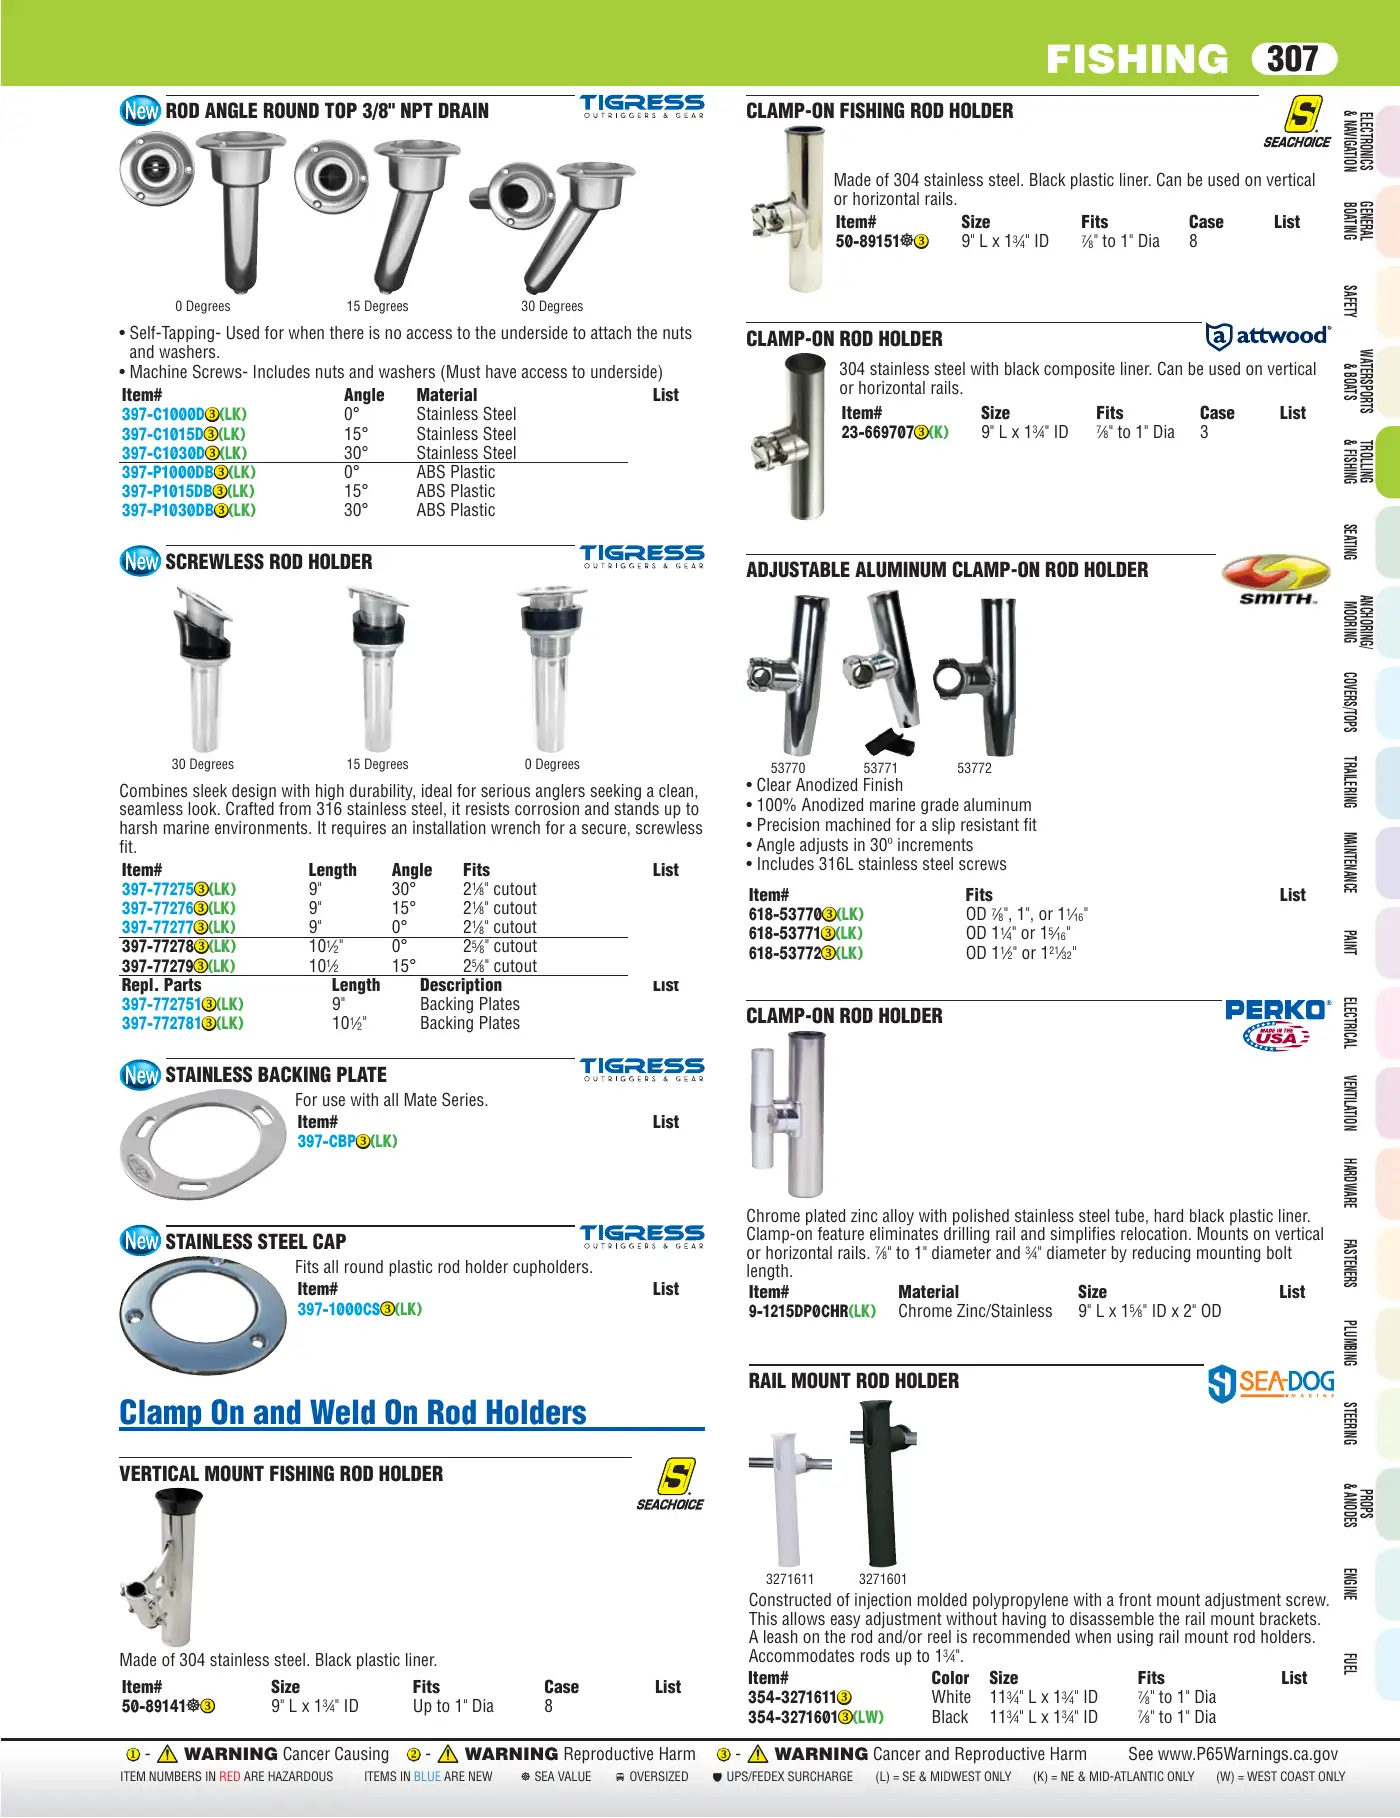 FISHING 307
New ROD ANGLE ROUND TOP 3/8" NPT DRAIN
TIGRESS
OUTRIGGERS & GEAR
0 Degrees 15 Degrees 30 Degrees
• Self-Tapping- Used for when there is no access to the underside to attach the nuts
and washers.
• Machine Screws- Includes nuts and washers (Must have access to underside)
Item# Angle Material List
397-C1000D③(LK) 0° Stainless Steel
397-C1015D③(LK) 15° Stainless Steel
397-C1030D③(LK) 30° Stainless Steel
397-P1000DB③(LK) 0° ABS Plastic
397-P1015DB③(LK) 15° ABS Plastic
397-P1030DB③(LK) 30° ABS Plastic
New SCREWLESS ROD HOLDER
TIGRESS
OUTRIGGERS & GEAR
30 Degrees 15 Degrees 0 Degrees
Combines sleek design with high durability, ideal for serious anglers seeking a clean,
seamless look. Crafted from 316 stainless steel, it resists corrosion and stands up to
harsh marine environments. It requires an installation wrench for a secure, screwless
fit.
Item# Length Angle Fits List
397-77275③(LK) 9" 30° 2⅛" cutout
397-77276③(LK) 9" 15° 2⅛" cutout
397-77277③(LK) 9" 0° 2⅛" cutout
397-77278③(LK) 10½" 0° 2⅝" cutout
397-77279③(LK) 10½ 15° 2⅝" cutout
Repl. Parts Length Description List
397-772751③(LK) 9" Backing Plates
397-772781③(LK) 10½" Backing Plates
New STAINLESS BACKING PLATE
TIGRESS
OUTRIGGERS & GEAR
For use with all Mate Series.
Item# List
397-CBP③(LK)
New STAINLESS STEEL CAP
TIGRESS
OUTRIGGERS & GEAR
Fits all round plastic rod holder cupholders.
Item# List
397-1000CS③(LK)
Clamp On and Weld On Rod Holders
VERTICAL MOUNT FISHING ROD HOLDER
S
SEACHOICE
Made of 304 stainless steel. Black plastic liner.
Item# Size Fits Case List
50-89141☸③ 9" L x 1¾" ID Up to 1" Dia 8
CLAMP-ON FISHING ROD HOLDER
S
SEACHOICE
Made of 304 stainless steel. Black plastic liner. Can be used on vertical
or horizontal rails.
Item# Size Fits Case List
50-89151☸③ 9" L x 1¾" ID ⅞" to 1" Dia 8
CLAMP-ON ROD HOLDER
a attwood®
304 stainless steel with black composite liner. Can be used on vertical
or horizontal rails.
Item# Size Fits Case List
23-669707③(K) 9" L x 1¾" ID ⅞" to 1" Dia 3
ADJUSTABLE ALUMINUM CLAMP-ON ROD HOLDER
SMITH™
53770 53771 53772
• Clear Anodized Finish
• 100% Anodized marine grade aluminum
• Precision machined for a slip resistant fit
• Angle adjusts in 30º increments
• Includes 316L stainless steel screws
Item# Fits List
618-53770③(LK) OD ⅞", 1", or 1¹⁄₁₆"
618-53771③(LK) OD 1¼" or 1⁵⁄₁₆"
618-53772③(LK) OD 1½" or 1²¹⁄₃₂"
CLAMP-ON ROD HOLDER
PERKO®
MADE IN THE
USA
Chrome plated zinc alloy with polished stainless steel tube, hard black plastic liner.
Clamp-on feature eliminates drilling rail and simplifies relocation. Mounts on vertical
or horizontal rails. ⅞" to 1" diameter and ¾" diameter by reducing mounting bolt
length.
Item# Material Size List
9-1215DP0CHR(LK) Chrome Zinc/Stainless 9" L x 1⅝" ID x 2" OD
RAIL MOUNT ROD HOLDER
SEA-DOG
MARINE
3271611 3271601
Constructed of injection molded polypropylene with a front mount adjustment screw.
This allows easy adjustment without having to disassemble the rail mount brackets.
A leash on the rod and/or reel is recommended when using rail mount rod holders.
Accommodates rods up to 1¾".
Item# Color Size Fits List
354-3271611③ White 11¾" L x 1¾" ID ⅞" to 1" Dia
354-3271601③(LW) Black 11¾" L x 1¾" ID ⅞" to 1" Dia
ELECTRONICS
& NAVIGATION
GENERAL
BOATING
SAFETY
WATERSPORTS
& BOATS
TROLLING
& FISHING
SEATING
ANCHORING/
MOORING
COVERS/TOPS
TRAILERING
MAINTENANCE
PAINT
ELECTRICAL
VENTILATION
HARDWARE
FASTENERS
PLUMBING
STEERING
PROPS
& ANODES
ENGINE
FUEL
① - ⚠ WARNING Cancer Causing ② - ⚠ WARNING Reproductive Harm ③ - ⚠ WARNING Cancer and Reproductive Harm See www.P65Warnings.ca.gov
ITEM NUMBERS IN RED ARE HAZARDOUS ITEMS IN BLUE ARE NEW ☸ SEA VALUE OVERSIZED UPS/FEDEX SURCHARGE (L) = SE & MIDWEST ONLY (K) = NE & MID-ATLANTIC ONLY (W) = WEST COAST ONLY